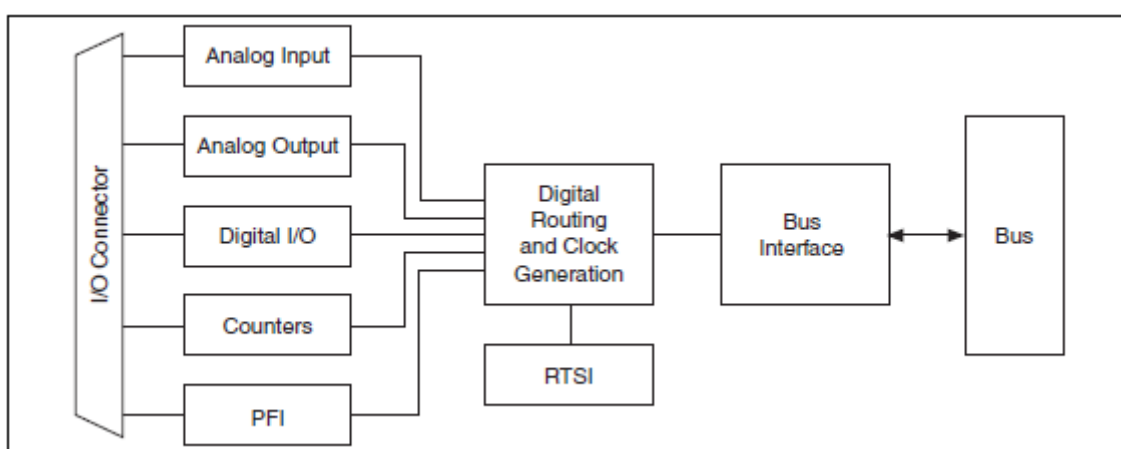 I/O Connector
Analog Input
Analog Output
Digital I/O
Counters
PFI
Digital
Routing
and Clock
Generation
RTSI
Bus
Interface
Bus